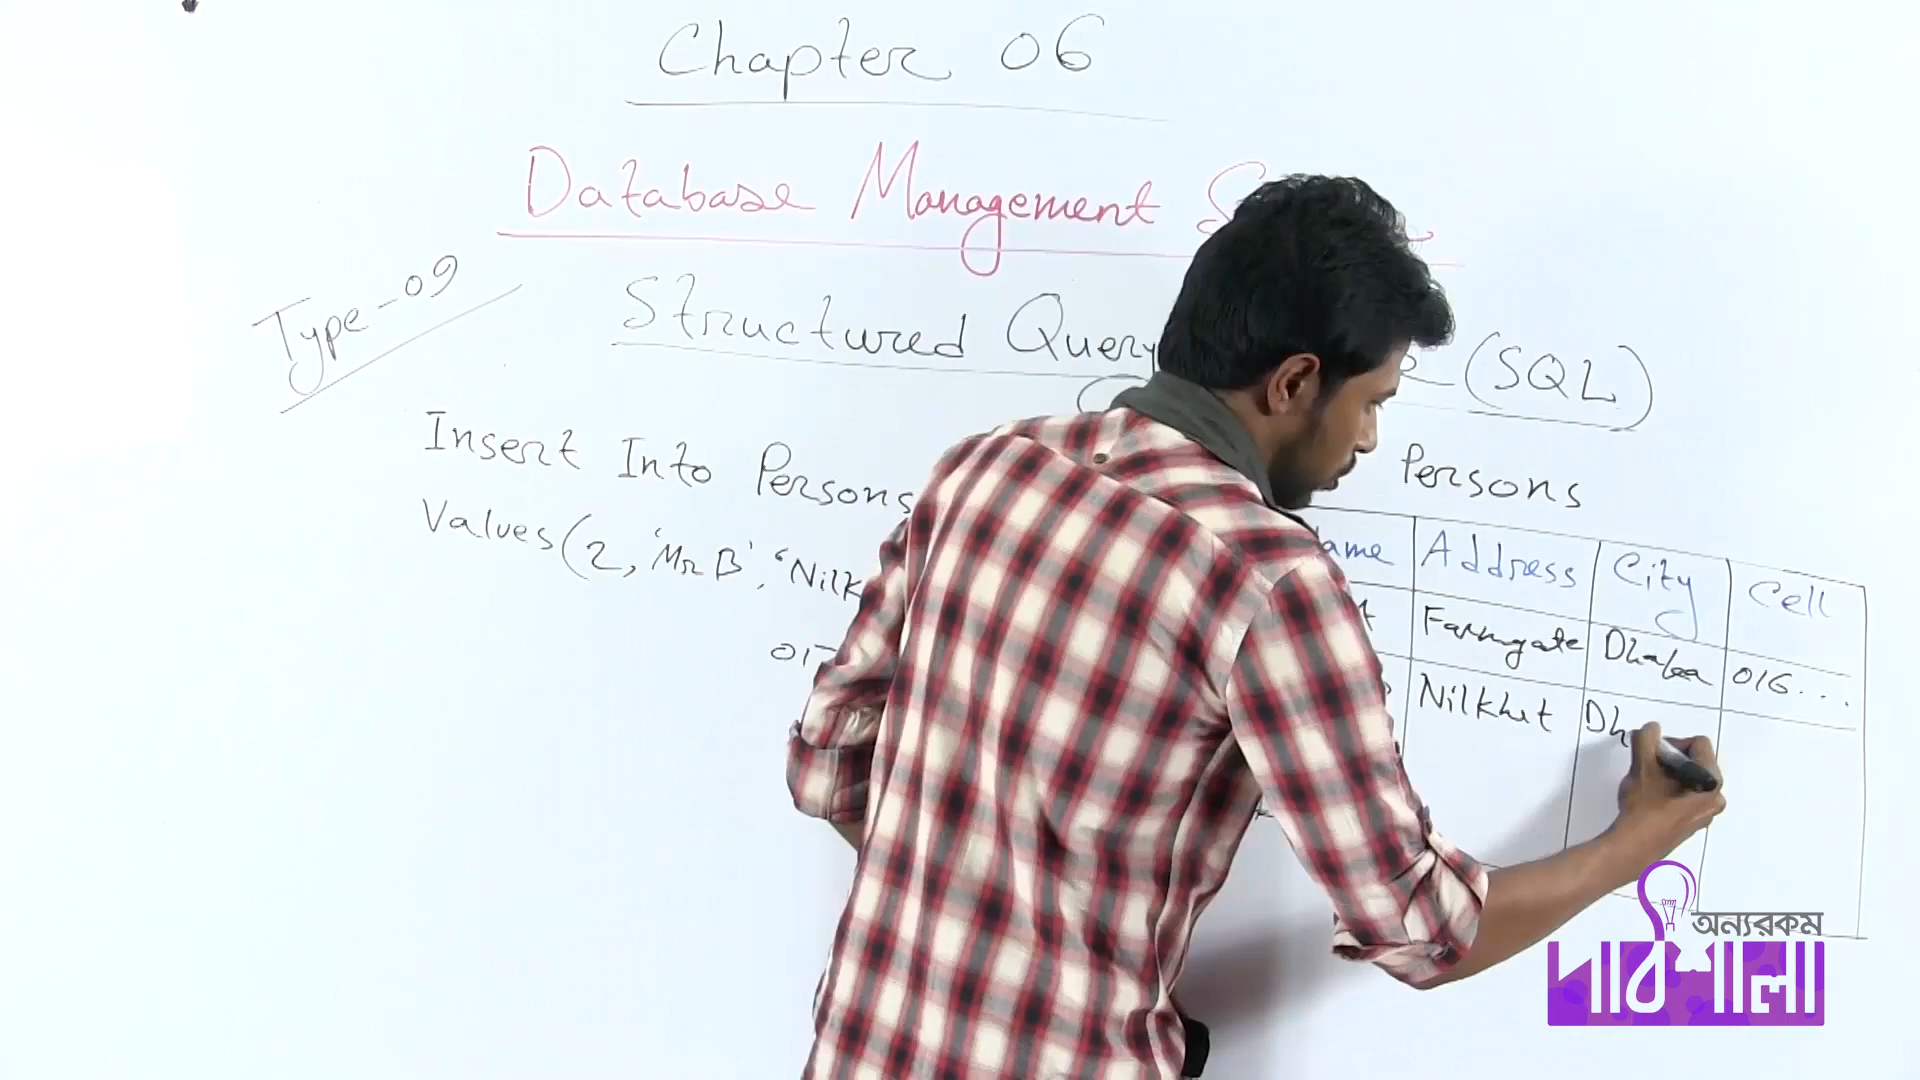 Chapter 06
Database Management
Type-09
Structured Query (SQL)
Insert Into Persons
Values(2, 'Mr B', 'Nilk
015
Persons
ame Address City Cell
Farmgate Dhaka 016...
Nilkhet Dh
অন্যরকম
পাঠশালা